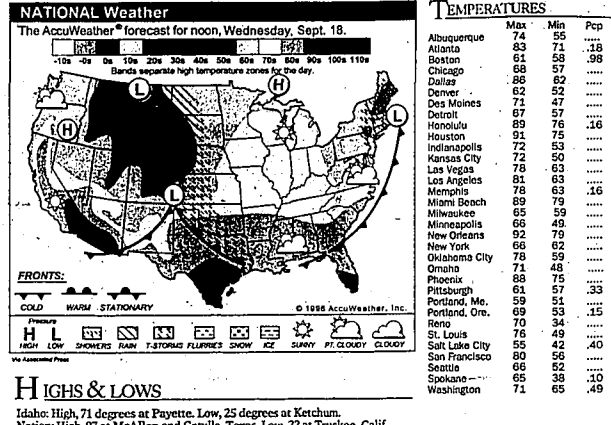 NATIONAL Weather
The AccuWeather® forecast for noon, Wednesday, Sept. 18.
-10s -0s 0s 10s 20s 30s 40s 50s 60s 70s 80s 90s 100s 110s
Bands separate high temperature zones for the day.
L
H
H
L
L
FRONTS:
COLD WARM STATIONARY
© 1996 AccuWeather, Inc.
Pressure
H L
HIGH LOW SHOWERS RAIN T-STORMS FLURRIES SNOW ICE SUNNY PT. CLOUDY CLOUDY
Via Associated Press
HIGHS & LOWS
Idaho: High, 71 degrees at Payette. Low, 25 degrees at Ketchum.
TEMPERATURES
Max Min Pcp
Albuquerque 74 55 .....
Atlanta 83 71 .18
Boston 61 58 .98
Chicago 68 57 .....
Dallas 86 62 .....
Denver 62 52 .....
Des Moines 71 47 .....
Detroit 67 57 .....
Honolulu 89 76 .16
Houston 91 75 .....
Indianapolis 72 53 .....
Kansas City 72 50 .....
Las Vegas 78 63 .....
Los Angeles 81 63 .....
Memphis 78 63 .16
Miami Beach 89 79 .....
Milwaukee 65 59 .....
Minneapolis 66 49 .....
New Orleans 92 79 .....
New York 66 62 .....
Oklahoma City 78 59 .....
Omaha 71 48 .....
Phoenix 88 75 .....
Pittsburgh 61 57 .33
Portland, Me. 59 51 .....
Portland, Ore. 69 53 .15
Reno 70 34 .....
St. Louis 76 49 .....
Salt Lake City 55 42 .40
San Francisco 80 56 .....
Seattle 66 52 .....
Spokane 65 38 .10
Washington 71 65 .49